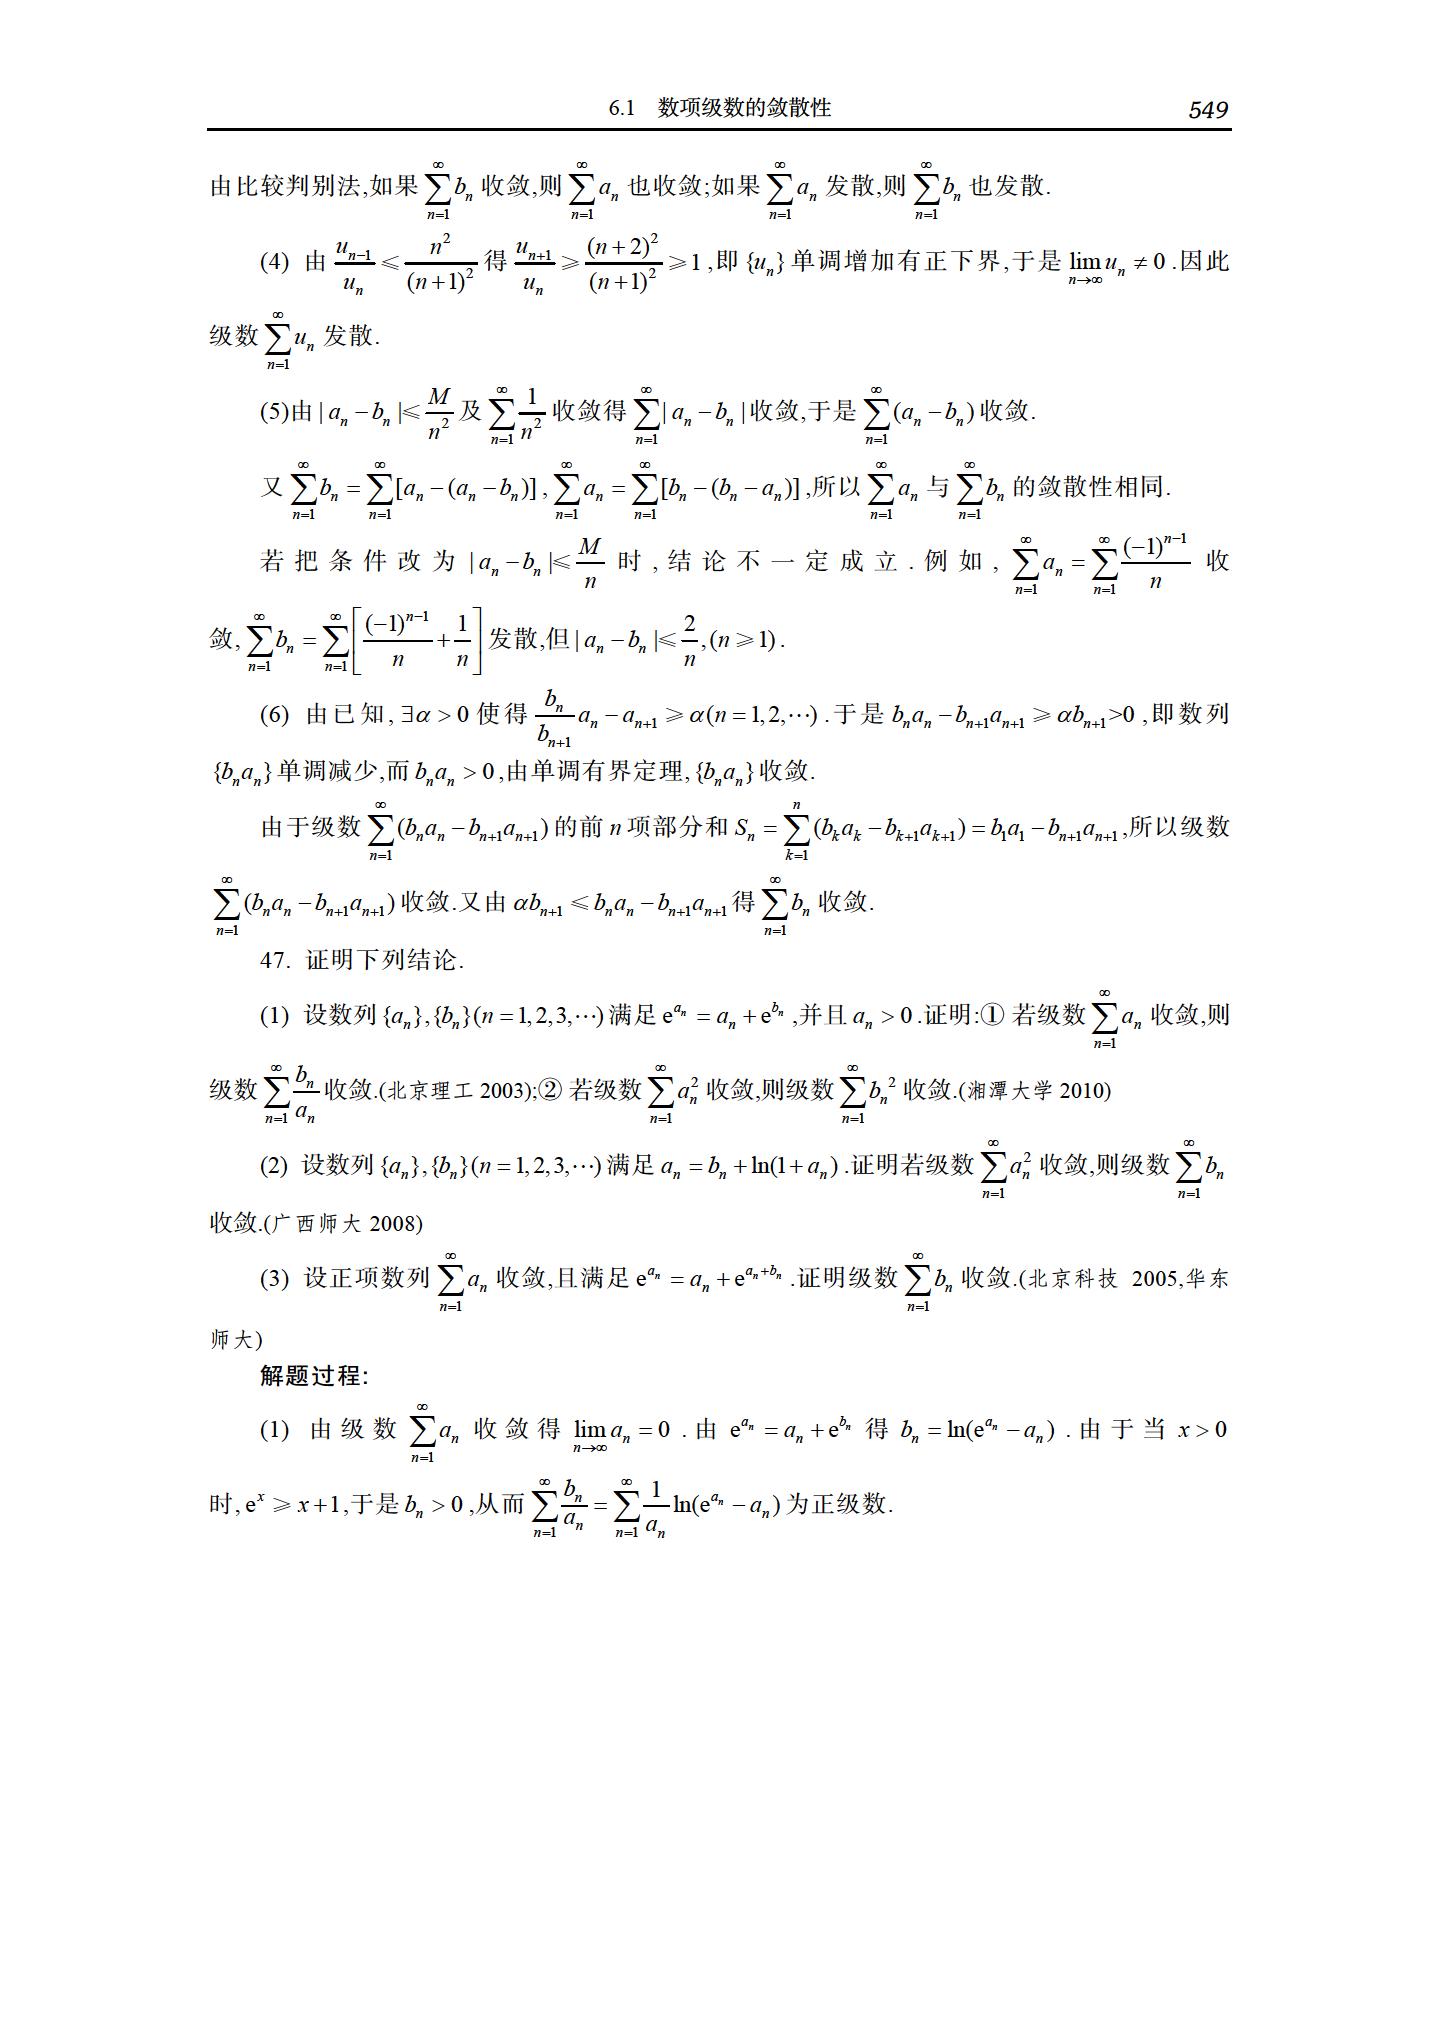 6.1 数项级数的敛散性 549
由比较判别法,如果 $\sum_{n=1}^{\infty} b_n$ 收敛,则 $\sum_{n=1}^{\infty} a_n$ 也收敛;如果 $\sum_{n=1}^{\infty} a_n$ 发散,则 $\sum_{n=1}^{\infty} b_n$ 也发散.
(4) 由 $\frac{u_{n-1}}{u_n} \leqslant \frac{n^2}{(n+1)^2}$ 得 $\frac{u_{n+1}}{u_n} \geqslant \frac{(n+2)^2}{(n+1)^2} \geqslant 1$ ,即 $\{u_n\}$ 单调增加有正下界,于是 $\lim_{n \to \infty} u_n \neq 0$ .因此
级数 $\sum_{n=1}^{\infty} u_n$ 发散.
(5)由 $|a_n - b_n| \leqslant \frac{M}{n^2}$ 及 $\sum_{n=1}^{\infty} \frac{1}{n^2}$ 收敛得 $\sum_{n=1}^{\infty} |a_n - b_n|$ 收敛,于是 $\sum_{n=1}^{\infty} (a_n - b_n)$ 收敛.
又 $\sum_{n=1}^{\infty} b_n = \sum_{n=1}^{\infty} [a_n - (a_n - b_n)]$ , $\sum_{n=1}^{\infty} a_n = \sum_{n=1}^{\infty} [b_n - (b_n - a_n)]$ ,所以 $\sum_{n=1}^{\infty} a_n$ 与 $\sum_{n=1}^{\infty} b_n$ 的敛散性相同.
若把条件改为 $|a_n - b_n| \leqslant \frac{M}{n}$ 时,结论不一定成立.例如, $\sum_{n=1}^{\infty} a_n = \sum_{n=1}^{\infty} \frac{(-1)^{n-1}}{n}$ 收
敛, $\sum_{n=1}^{\infty} b_n = \sum_{n=1}^{\infty} \left[ \frac{(-1)^{n-1}}{n} + \frac{1}{n} \right]$ 发散,但 $|a_n - b_n| \leqslant \frac{2}{n}, (n \geqslant 1)$ .
(6) 由已知, $\exists \alpha > 0$ 使得 $\frac{b_n}{b_{n+1}} a_n - a_{n+1} \geqslant \alpha (n = 1, 2, \cdots)$ .于是 $b_n a_n - b_{n+1} a_{n+1} \geqslant \alpha b_{n+1} > 0$ ,即数列
$\{b_n a_n\}$ 单调减少,而 $b_n a_n > 0$ ,由单调有界定理, $\{b_n a_n\}$ 收敛.
由于级数 $\sum_{n=1}^{\infty} (b_n a_n - b_{n+1} a_{n+1})$ 的前 n 项部分和 $S_n = \sum_{k=1}^{n} (b_k a_k - b_{k+1} a_{k+1}) = b_1 a_1 - b_{n+1} a_{n+1}$ ,所以级数
$\sum_{n=1}^{\infty} (b_n a_n - b_{n+1} a_{n+1})$ 收敛.又由 $\alpha b_{n+1} \leqslant b_n a_n - b_{n+1} a_{n+1}$ 得 $\sum_{n=1}^{\infty} b_n$ 收敛.
47. 证明下列结论.
(1) 设数列 $\{a_n\}, \{b_n\} (n = 1, 2, 3, \cdots)$ 满足 $e^{a_n} = a_n + e^{b_n}$ ,并且 $a_n > 0$ .证明:① 若级数 $\sum_{n=1}^{\infty} a_n$ 收敛,则
级数 $\sum_{n=1}^{\infty} \frac{b_n}{a_n}$ 收敛.(北京理工 2003);② 若级数 $\sum_{n=1}^{\infty} a_n^2$ 收敛,则级数 $\sum_{n=1}^{\infty} b_n^2$ 收敛.(湘潭大学 2010)
(2) 设数列 $\{a_n\}, \{b_n\} (n = 1, 2, 3, \cdots)$ 满足 $a_n = b_n + \ln(1 + a_n)$ .证明若级数 $\sum_{n=1}^{\infty} a_n^2$ 收敛,则级数 $\sum_{n=1}^{\infty} b_n$
收敛.(广西师大 2008)
(3) 设正项数列 $\sum_{n=1}^{\infty} a_n$ 收敛,且满足 $e^{a_n} = a_n + e^{a_n + b_n}$ .证明级数 $\sum_{n=1}^{\infty} b_n$ 收敛.(北京科技 2005,华东
师大)
解题过程:
(1) 由级数 $\sum_{n=1}^{\infty} a_n$ 收敛得 $\lim_{n \to \infty} a_n = 0$ .由 $e^{a_n} = a_n + e^{b_n}$ 得 $b_n = \ln(e^{a_n} - a_n)$ .由于当 $x > 0$
时, $e^x \geqslant x + 1$,于是 $b_n > 0$ ,从而 $\sum_{n=1}^{\infty} \frac{b_n}{a_n} = \sum_{n=1}^{\infty} \frac{1}{a_n} \ln(e^{a_n} - a_n)$ 为正级数.